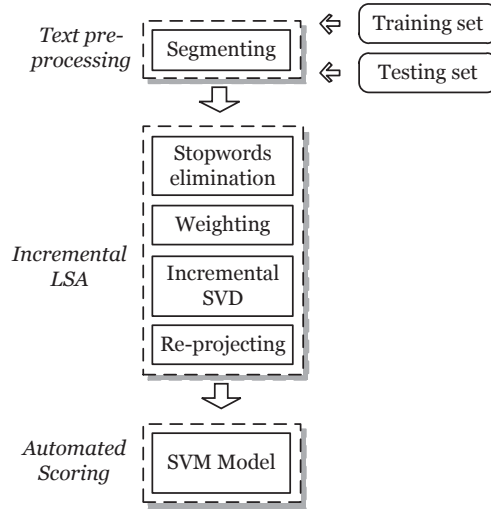 Text pre-
processing
Segmenting
Training set
Testing set
Incremental
LSA
Stopwords
elimination
Weighting
Incremental
SVD
Re-projecting
Automated
Scoring
SVM Model